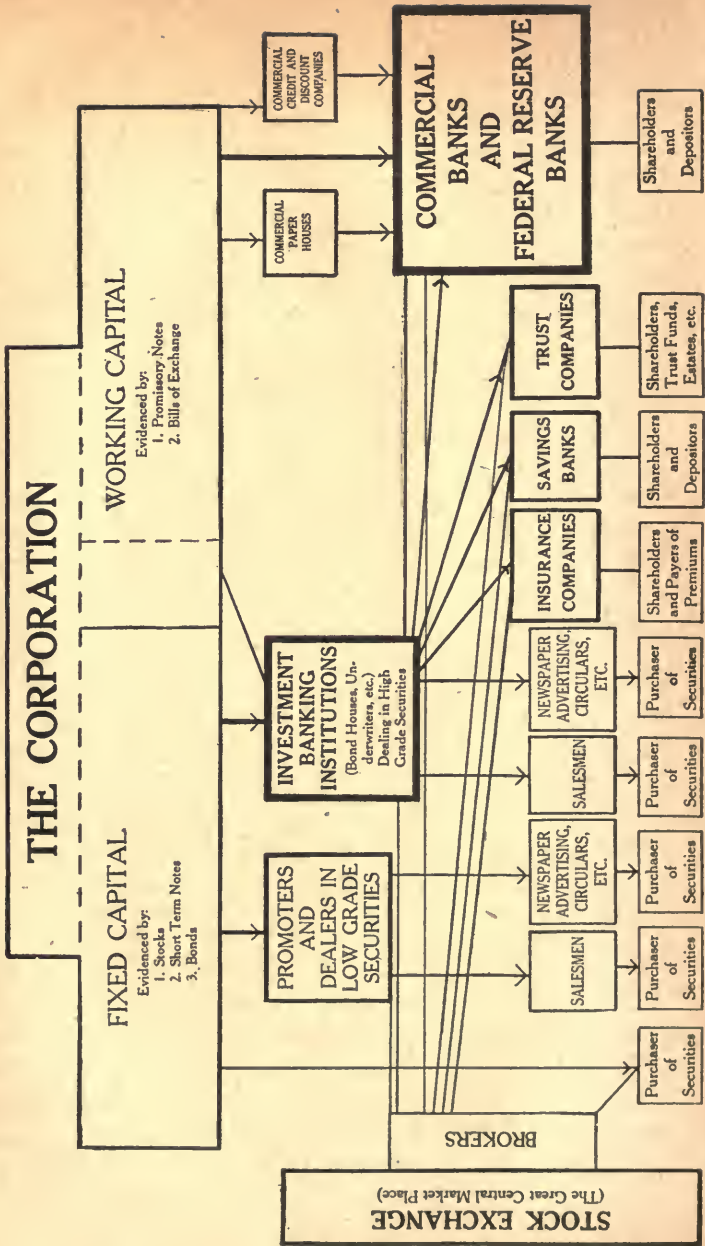 THE CORPORATION
FIXED CAPITAL
Evidenced by:
1. Stocks
2. Short Term Notes
3. Bonds
WORKING CAPITAL
Evidenced by:
1. Promissory Notes
2. Bills of Exchange
PROMOTERS
AND
DEALERS IN
LOW GRADE
SECURITIES
INVESTMENT
BANKING
INSTITUTIONS
(Bond Houses, Un-
derwriters, etc.)
Dealing in High
Grade Securities
COMMERCIAL
PAPER
HOUSES
COMMERCIAL
CREDIT AND
DISCOUNT
COMPANIES
COMMERCIAL
BANKS
AND
FEDERAL RESERVE
BANKS
STOCK EXCHANGE
(The Great Central Market Place)
BROKERS
SALESMEN
NEWSPAPER
ADVERTISING,
CIRCULARS,
ETC.
SALESMEN
NEWSPAPER
ADVERTISING,
CIRCULARS,
ETC.
INSURANCE
COMPANIES
SAVINGS
BANKS
TRUST
COMPANIES
Purchaser
of
Securities
Purchaser
of
Securities
Purchaser
of
Securities
Purchaser
of
Securities
Purchaser
of
Securities
Shareholders
and Payers of
Premiums
Shareholders
and
Depositors
Shareholders,
Trust Funds,
Estates, etc.
Shareholders
and
Depositors